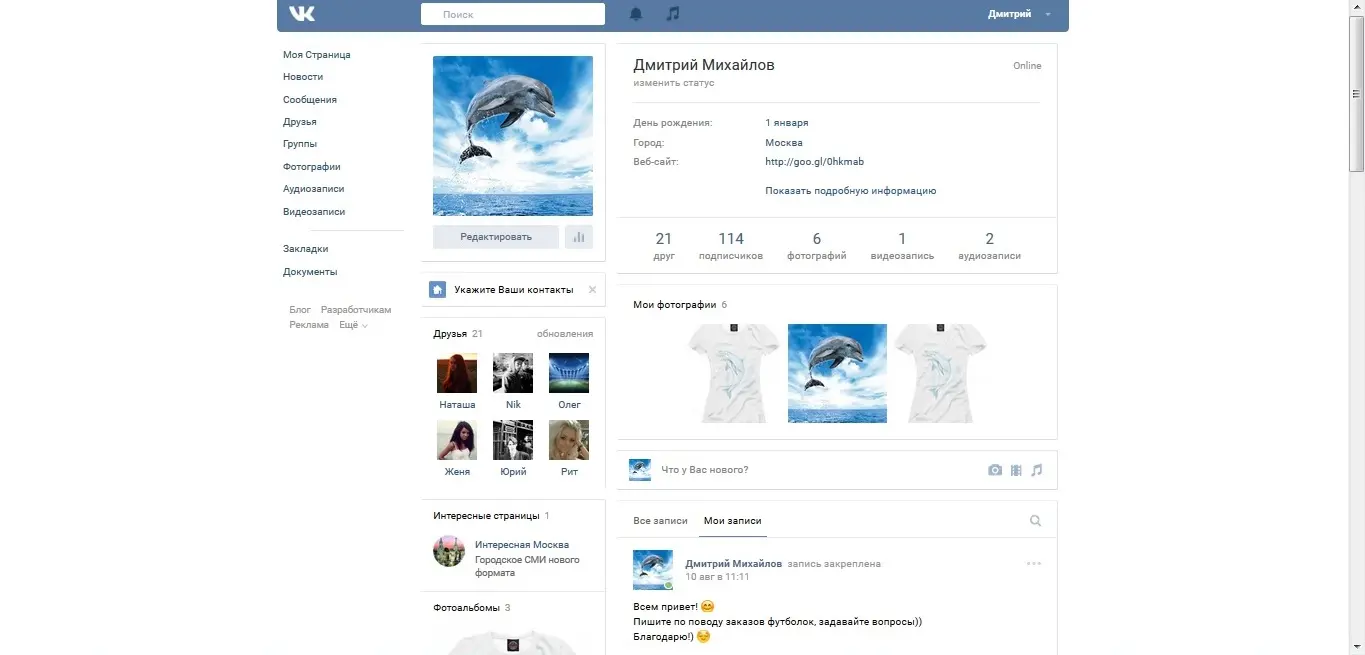 VK
Поиск
Дмитрий
Моя Страница
Новости
Сообщения
Друзья
Группы
Фотографии
Аудиозаписи
Видеозаписи
Закладки
Документы
Блог Разработчикам
Реклама Ещё
Редактировать
Укажите Ваши контакты
Друзья 21 обновления
Наташа Nik Олег
Женя Юрий Рит
Интересные страницы 1
Интересная Москва
Городское СМИ нового
формата
Фотоальбомы 3
Дмитрий Михайлов Online
изменить статус
День рождения: 1 января
Город: Москва
Веб-сайт: http://goo.gl/0hkmab
Показать подробную информацию
21 114 6 1 2
друг подписчиков фотографий видеозапись аудиозаписи
Мои фотографии 6
Что у Вас нового?
Все записи Мои записи
Дмитрий Михайлов запись закреплена
10 авг в 11:11
Всем привет! 😊
Пишите по поводу заказов футболок, задавайте вопросы))
Благодарю!) ☺️